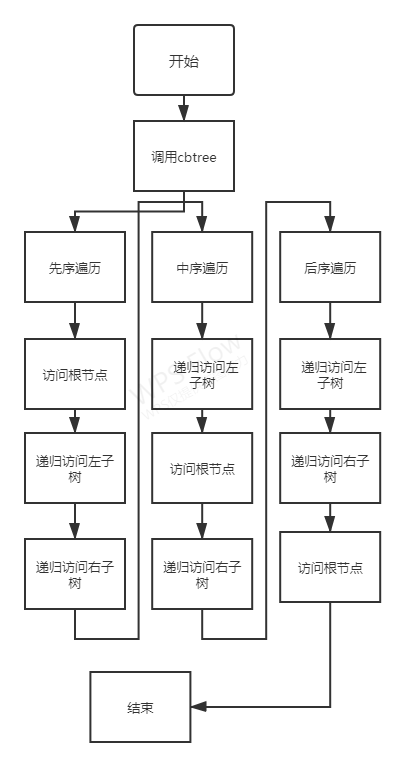 开始
调用cbtree
先序遍历
中序遍历
后序遍历
访问根节点
递归访问左
子树
递归访问左
子树
递归访问左子
树
访问根节点
递归访问右子
树
递归访问右子
树
递归访问右子
树
访问根节点
结束
WPS Flow